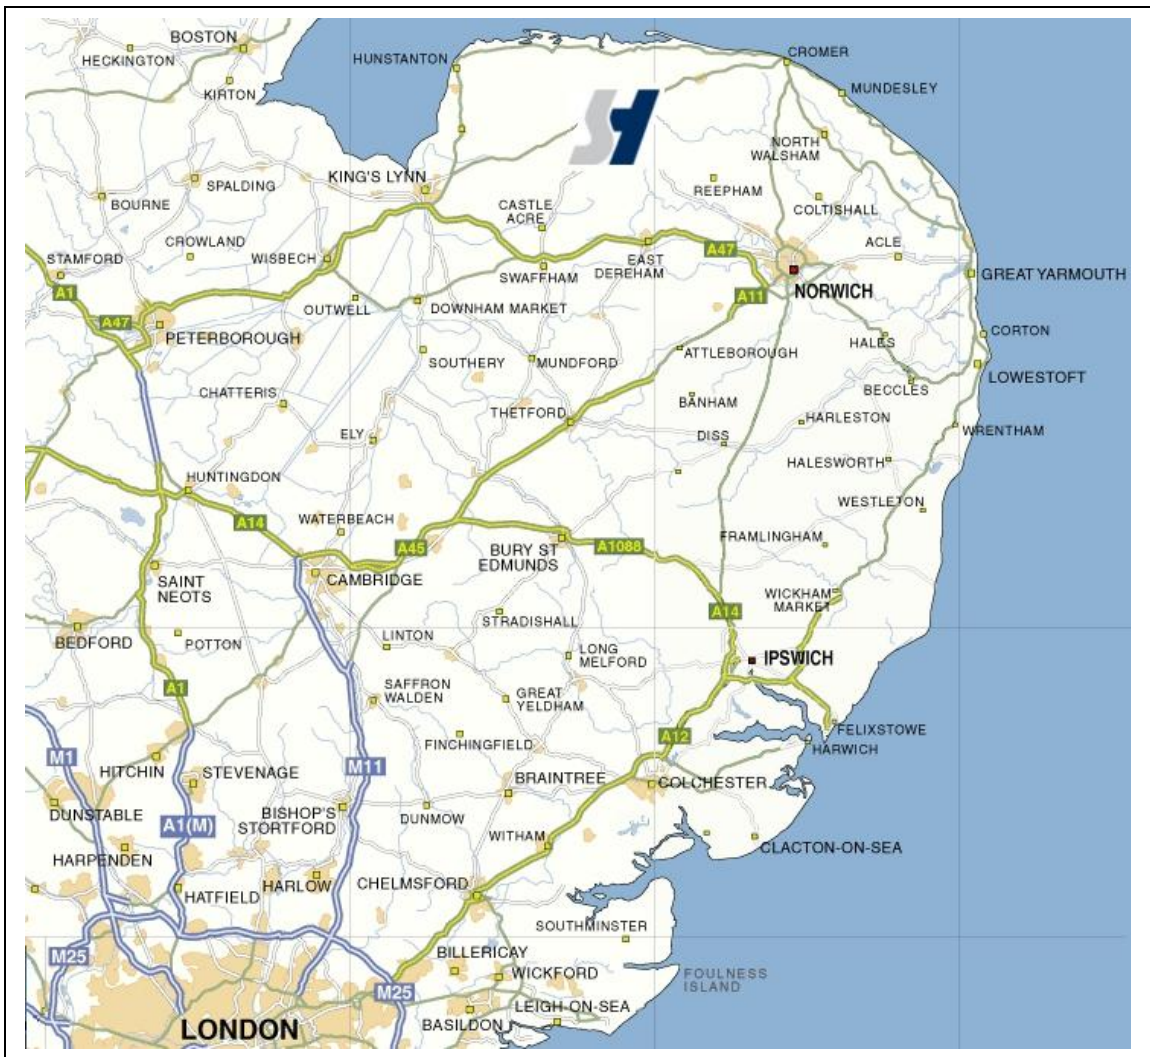 BOSTON
HECKINGTON
KIRTON
HUNSTANTON
CROMER
MUNDESLEY
SH
NORTH
WALSHAM
SPALDING
BOURNE
KING'S LYNN
REEPHAM
CASTLE
ACRE
COLTISHALL
CROWLAND
WISBECH
STAMFORD
A1
SWAFFHAM
EAST
DEREHAM
A47
ACLE
GREAT YARMOUTH
NORWICH
A11
OUTWELL
DOWNHAM MARKET
A47
PETERBOROUGH
CORTON
HALES
SOUTHERY
MUNDFORD
ATTLEBOROUGH
LOWESTOFT
BECCLES
CHATTERIS
BANHAM
THETFORD
HARLESTON
WRENTHAM
ELY
DISS
HALESWORTH
HUNTINGDON
WESTLETON
A14
WATERBEACH
A45
BURY ST
EDMUNDS
A1088
FRAMLINGHAM
SAINT
NEOTS
CAMBRIDGE
WICKHAM
MARKET
A14
STRADISHALL
BEDFORD
POTTON
LINTON
LONG
MELFORD
IPSWICH
A1
SAFFRON
WALDEN
GREAT
YELDHAM
FELIXSTOWE
HARWICH
A12
FINCHINGFIELD
M1
HITCHIN
STEVENAGE
M11
BRAINTREE
COLCHESTER
DUNSTABLE
A1(M)
BISHOP'S
STORTFORD
DUNMOW
WITHAM
CLACTON-ON-SEA
HARPENDEN
HATFIELD
HARLOW
CHELMSFORD
SOUTHMINSTER
M25
BILLERICAY
WICKFORD
FOULNESS
ISLAND
M25
LEIGH-ON-SEA
BASILDON
LONDON